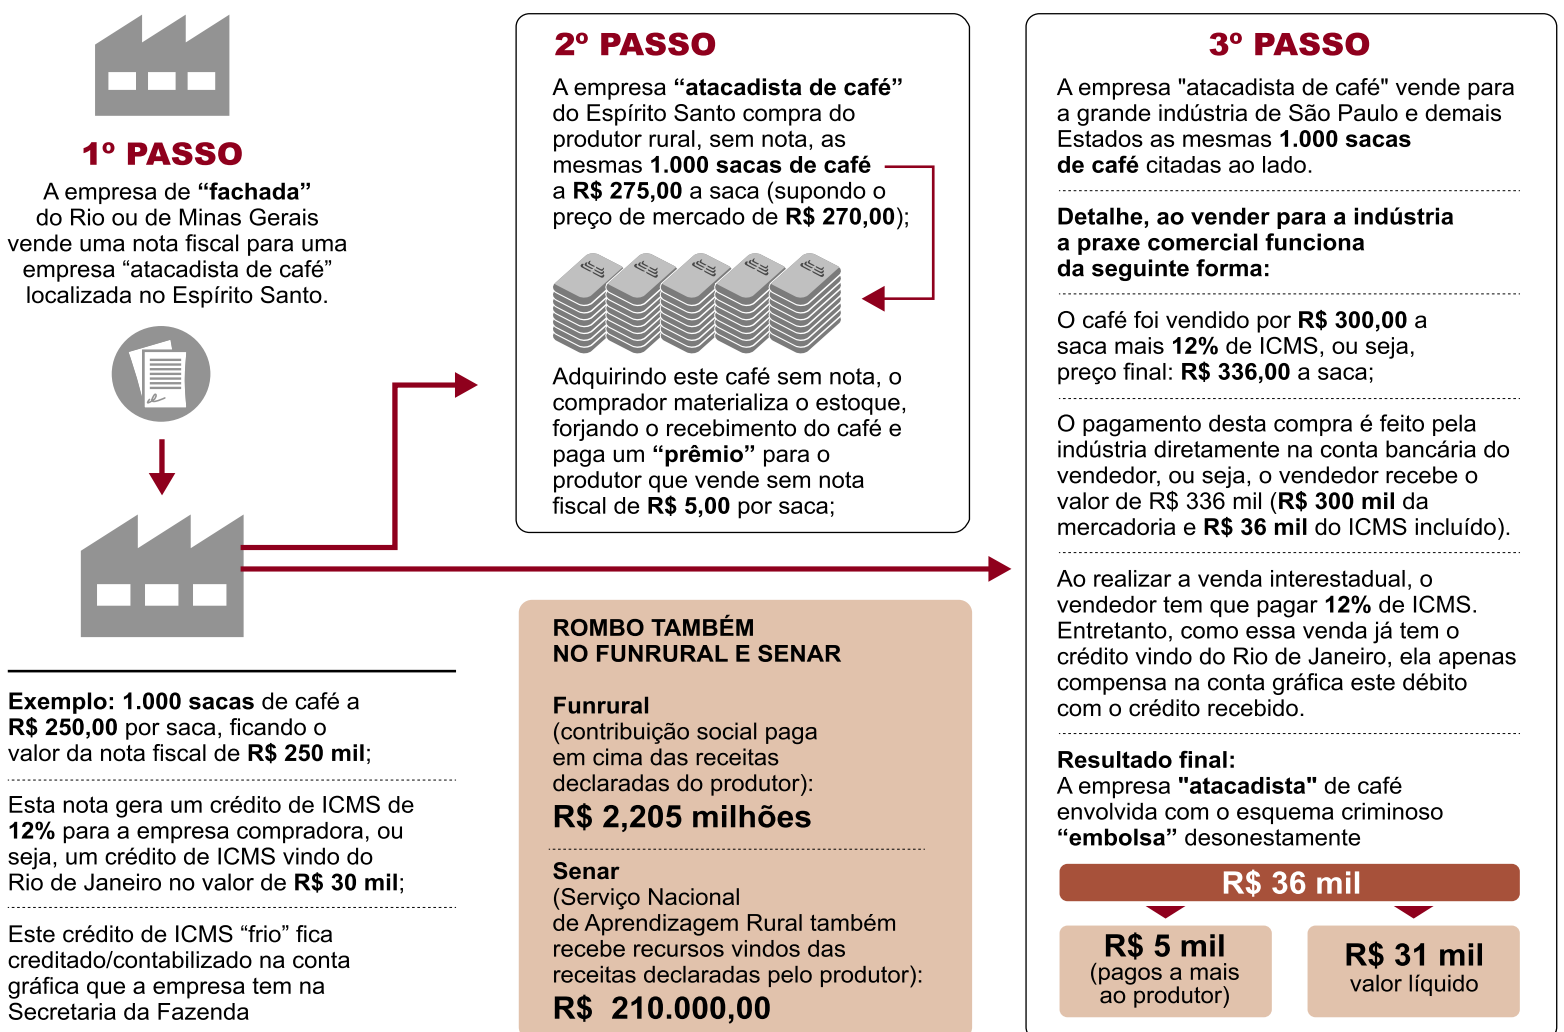 1º PASSO
A empresa de “fachada”
do Rio ou de Minas Gerais
vende uma nota fiscal para uma
empresa “atacadista de café”
localizada no Espírito Santo.
Exemplo: 1.000 sacas de café a
R$ 250,00 por saca, ficando o
valor da nota fiscal de R$ 250 mil;
Esta nota gera um crédito de ICMS de
12% para a empresa compradora, ou
seja, um crédito de ICMS vindo do
Rio de Janeiro no valor de R$ 30 mil;
Este crédito de ICMS “frio” fica
creditado/contabilizado na conta
gráfica que a empresa tem na
Secretaria da Fazenda
2º PASSO
A empresa “atacadista de café”
do Espírito Santo compra do
produtor rural, sem nota, as
mesmas 1.000 sacas de café
a R$ 275,00 a saca (supondo o
preço de mercado de R$ 270,00);
Adquirindo este café sem nota, o
comprador materializa o estoque,
forjando o recebimento do café e
paga um “prêmio” para o
produtor que vende sem nota
fiscal de R$ 5,00 por saca;
ROMBO TAMBÉM
NO FUNRURAL E SENAR
Funrural
(contribuição social paga
em cima das receitas
declaradas do produtor):
R$ 2,205 milhões
Senar
(Serviço Nacional
de Aprendizagem Rural também
recebe recursos vindos das
receitas declaradas pelo produtor):
R$ 210.000,00
3º PASSO
A empresa "atacadista de café" vende para
a grande indústria de São Paulo e demais
Estados as mesmas 1.000 sacas
de café citadas ao lado.
Detalhe, ao vender para a indústria
a praxe comercial funciona
da seguinte forma:
O café foi vendido por R$ 300,00 a
saca mais 12% de ICMS, ou seja,
preço final: R$ 336,00 a saca;
O pagamento desta compra é feito pela
indústria diretamente na conta bancária do
vendedor, ou seja, o vendedor recebe o
valor de R$ 336 mil (R$ 300 mil da
mercadoria e R$ 36 mil do ICMS incluído).
Ao realizar a venda interestadual, o
vendedor tem que pagar 12% de ICMS.
Entretanto, como essa venda já tem o
crédito vindo do Rio de Janeiro, ela apenas
compensa na conta gráfica este débito
com o crédito recebido.
Resultado final:
A empresa "atacadista" de café
envolvida com o esquema criminoso
“embolsa” desonestamente
R$ 36 mil
R$ 5 mil
(pagos a mais
ao produtor)
R$ 31 mil
valor líquido